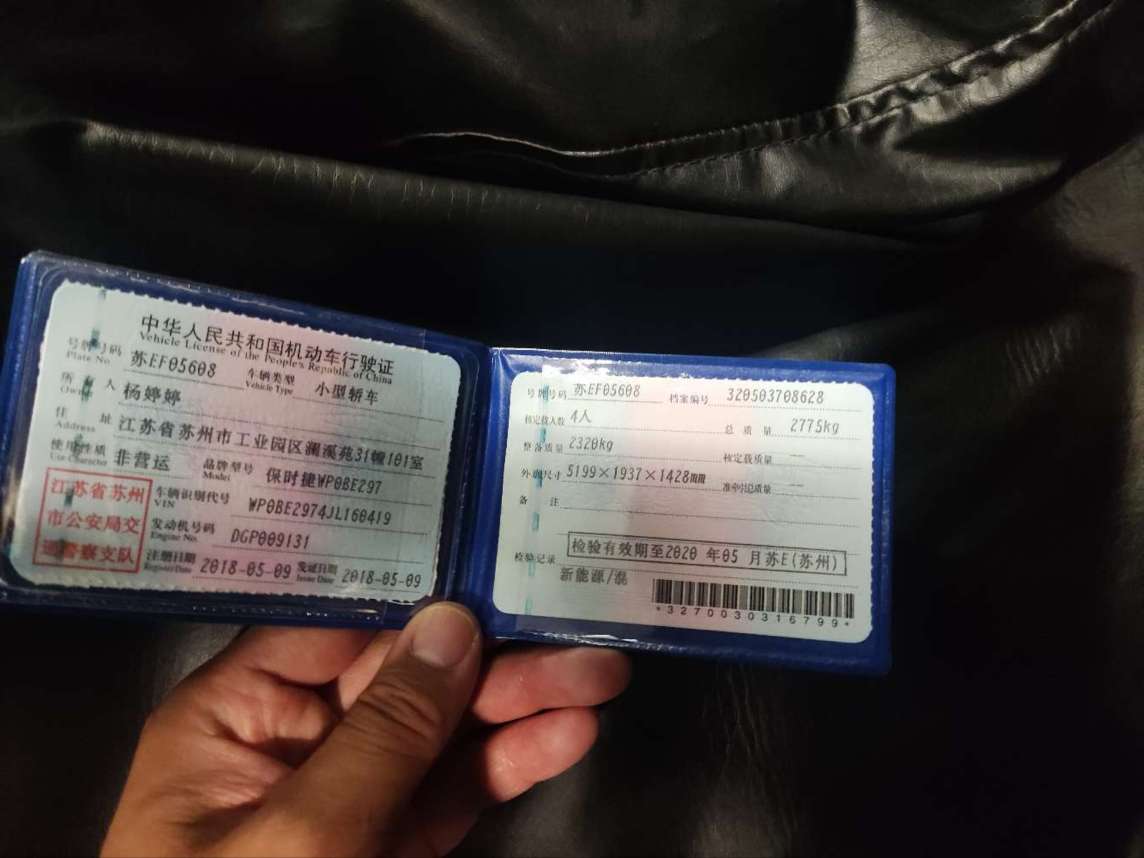 中华人民共和国机动车行驶证
Vehicle License of the People's Republic of China
号牌号码 苏EF05608 车辆类型 小型轿车
Plate No. Vehicle Type
所有人 杨婷婷
Owner
住址 江苏省苏州市工业园区澜溪苑31幢101室
Address
使用性质 非营运 品牌型号 保时捷WP0BE297
Use Character Model
江苏省苏州
市公安局交
通警察支队
车辆识别代号 WP0BE2974JL160419
VIN
发动机号码 DGP009131
Engine No.
注册日期 2018-05-09 发证日期 2018-05-09
Register Date Issue Date
号牌号码 苏EF05608 档案编号 320503708628
核定载人数 4人 总质量 2775kg
整备质量 2320kg 核定载质量 --
外廓尺寸 5199×1937×1428mm 准牵引总质量 --
备注
检验记录 检验有效期至2020 年05 月苏E(苏州)
新能源/混
*3270030316799*